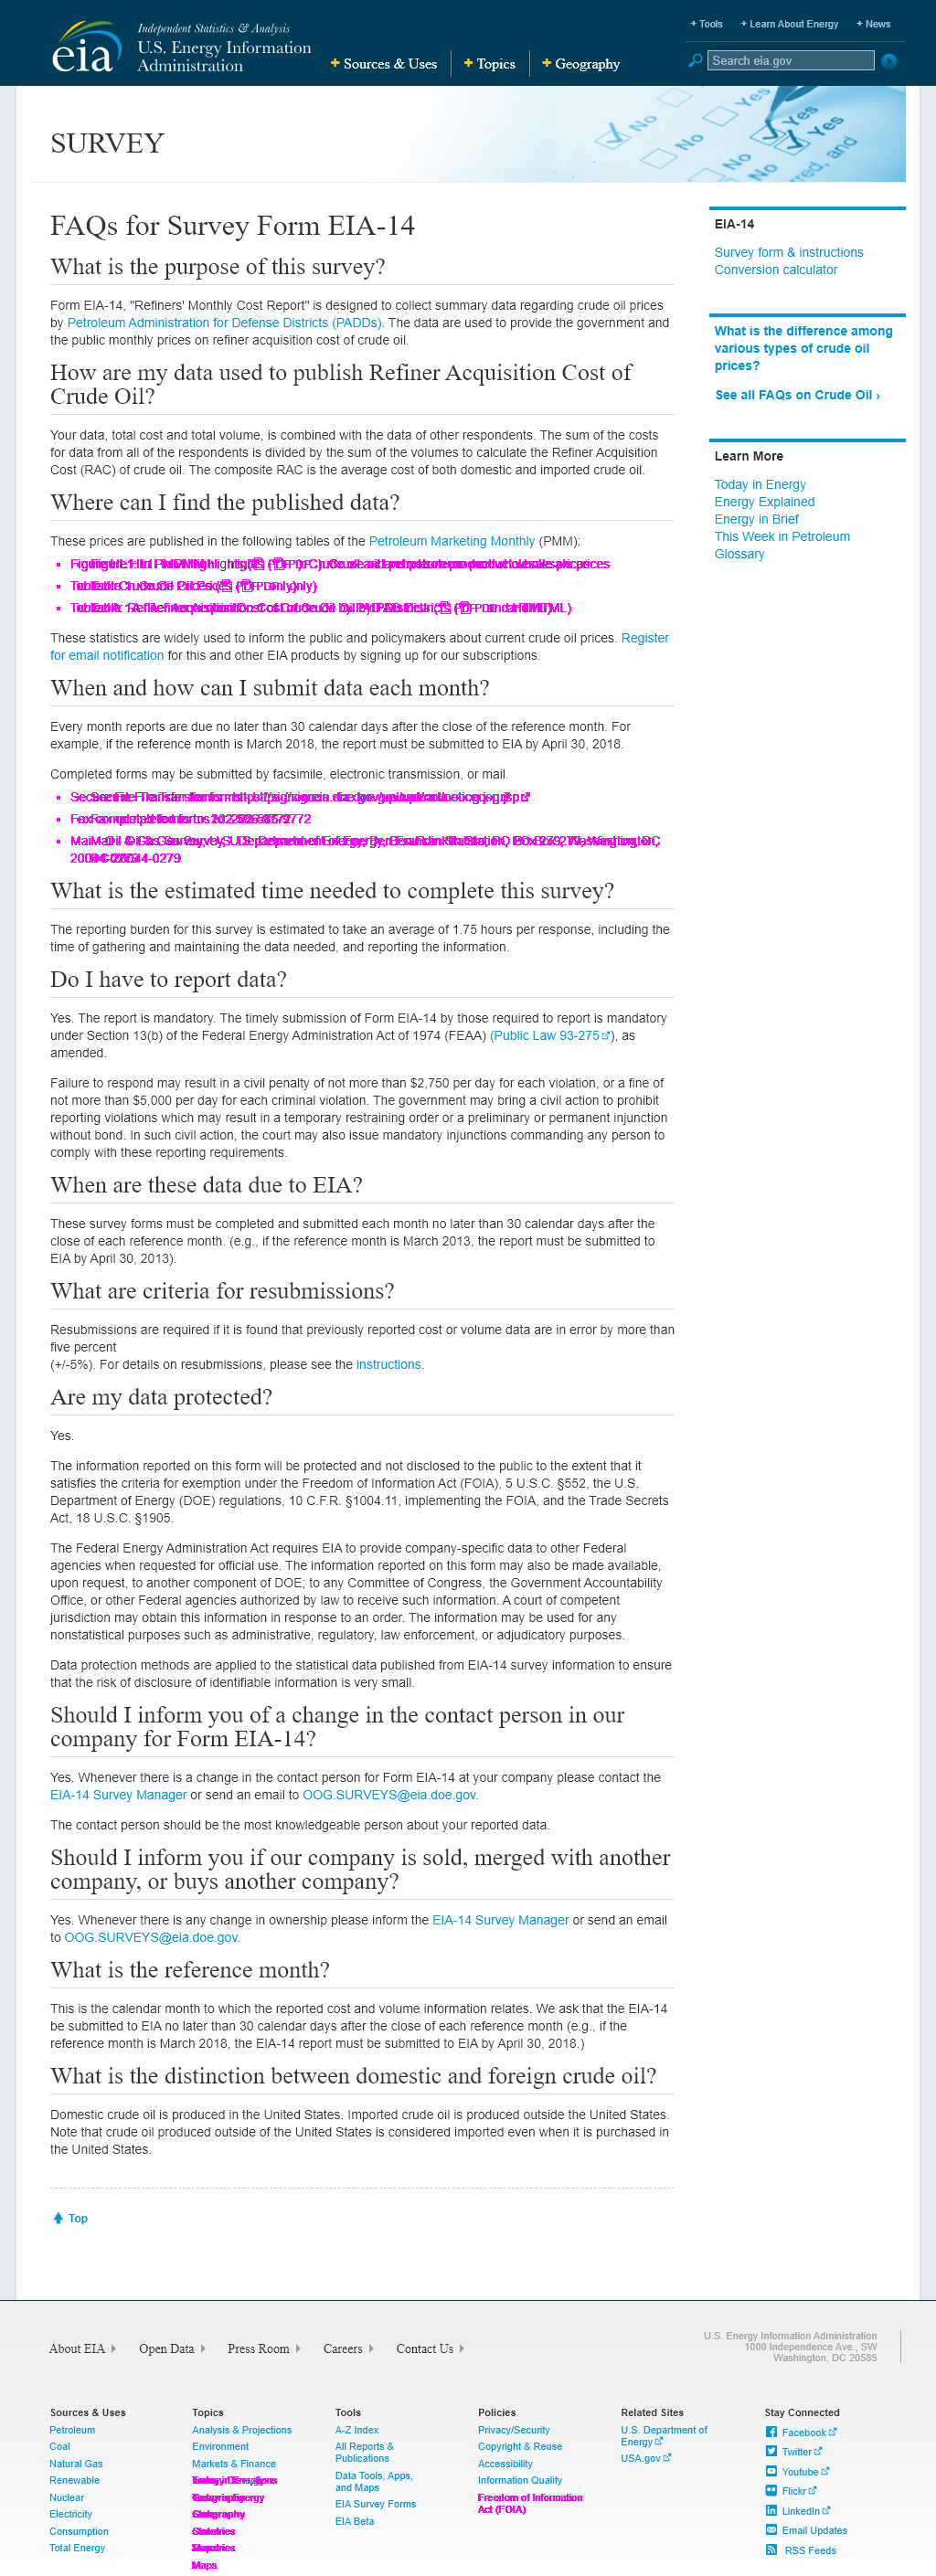 + Tools + Learn About Energy + News
eia
Independent Statistics & Analysis
U.S. Energy Information
Administration
+ Sources & Uses + Topics + Geography
Search eia.gov
SURVEY
No
Yes
No
No
Yes
FAQs for Survey Form EIA-14
What is the purpose of this survey?
Form EIA-14, "Refiners' Monthly Cost Report" is designed to collect summary data regarding crude oil prices
by Petroleum Administration for Defense Districts (PADDs). The data are used to provide the government and
the public monthly prices on refiner acquisition cost of crude oil.
How are my data used to publish Refiner Acquisition Cost of
Crude Oil?
Your data, total cost and total volume, is combined with the data of other respondents. The sum of the costs
for data from all of the respondents is divided by the sum of the volumes to calculate the Refiner Acquisition
Cost (RAC) of crude oil. The composite RAC is the average cost of both domestic and imported crude oil.
Where can I find the published data?
These prices are published in the following tables of the Petroleum Marketing Monthly (PMM):
These statistics are widely used to inform the public and policymakers about current crude oil prices. Register
for email notification for this and other EIA products by signing up for our subscriptions.
When and how can I submit data each month?
Every month reports are due no later than 30 calendar days after the close of the reference month. For
example, if the reference month is March 2018, the report must be submitted to EIA by April 30, 2018.
Completed forms may be submitted by facsimile, electronic transmission, or mail.
What is the estimated time needed to complete this survey?
The reporting burden for this survey is estimated to take an average of 1.75 hours per response, including the
time of gathering and maintaining the data needed, and reporting the information.
Do I have to report data?
Yes. The report is mandatory. The timely submission of Form EIA-14 by those required to report is mandatory
under Section 13(b) of the Federal Energy Administration Act of 1974 (FEAA) (Public Law 93-275), as
amended.
Failure to respond may result in a civil penalty of not more than $2,750 per day for each violation, or a fine of
not more than $5,000 per day for each criminal violation. The government may bring a civil action to prohibit
reporting violations which may result in a temporary restraining order or a preliminary or permanent injunction
without bond. In such civil action, the court may also issue mandatory injunctions commanding any person to
comply with these reporting requirements.
When are these data due to EIA?
These survey forms must be completed and submitted each month no later than 30 calendar days after the
close of each reference month. (e.g., if the reference month is March 2013, the report must be submitted to
EIA by April 30, 2013).
What are criteria for resubmissions?
Resubmissions are required if it is found that previously reported cost or volume data are in error by more than
five percent
(+/-5%). For details on resubmissions, please see the instructions.
Are my data protected?
Yes.
The information reported on this form will be protected and not disclosed to the public to the extent that it
satisfies the criteria for exemption under the Freedom of Information Act (FOIA), 5 U.S.C. §552, the U.S.
Department of Energy (DOE) regulations, 10 C.F.R. §1004.11, implementing the FOIA, and the Trade Secrets
Act, 18 U.S.C. §1905.
The Federal Energy Administration Act requires EIA to provide company-specific data to other Federal
agencies when requested for official use. The information reported on this form may also be made available,
upon request, to another component of DOE; to any Committee of Congress, the Government Accountability
Office, or other Federal agencies authorized by law to receive such information. A court of competent
jurisdiction may obtain this information in response to an order. The information may be used for any
nonstatistical purposes such as administrative, regulatory, law enforcement, or adjudicatory purposes.
Data protection methods are applied to the statistical data published from EIA-14 survey information to ensure
that the risk of disclosure of identifiable information is very small.
Should I inform you of a change in the contact person in our
company for Form EIA-14?
Yes. Whenever there is a change in the contact person for Form EIA-14 at your company please contact the
EIA-14 Survey Manager or send an email to OOG.SURVEYS@eia.doe.gov.
The contact person should be the most knowledgeable person about your reported data.
Should I inform you if our company is sold, merged with another
company, or buys another company?
Yes. Whenever there is any change in ownership please inform the EIA-14 Survey Manager or send an email
to OOG.SURVEYS@eia.doe.gov.
What is the reference month?
This is the calendar month to which the reported cost and volume information relates. We ask that the EIA-14
be submitted to EIA no later than 30 calendar days after the close of each reference month (e.g., if the
reference month is March 2018, the EIA-14 report must be submitted to EIA by April 30, 2018.)
What is the distinction between domestic and foreign crude oil?
Domestic crude oil is produced in the United States. Imported crude oil is produced outside the United States.
Note that crude oil produced outside of the United States is considered imported even when it is purchased in
the United States.
Top
EIA-14
Survey form & instructions
Conversion calculator
What is the difference among
various types of crude oil
prices?
See all FAQs on Crude Oil ›
Learn More
Today in Energy
Energy Explained
Energy in Brief
This Week in Petroleum
Glossary
About EIA Open Data Press Room Careers Contact Us
U.S. Energy Information Administration
1000 Independence Ave., SW
Washington, DC 20585
Sources & Uses
Petroleum
Coal
Natural Gas
Renewable
Nuclear
Electricity
Consumption
Total Energy
Topics
Analysis & Projections
Environment
Markets & Finance
Maps
Tools
A-Z Index
All Reports &
Publications
Data Tools, Apps,
and Maps
EIA Survey Forms
EIA Beta
Policies
Privacy/Security
Copyright & Reuse
Accessibility
Information Quality
Freedom of Information
Act (FOIA)
Related Sites
U.S. Department of
Energy
USA.gov
Stay Connected
Facebook
Twitter
Youtube
Flickr
LinkedIn
Email Updates
RSS Feeds